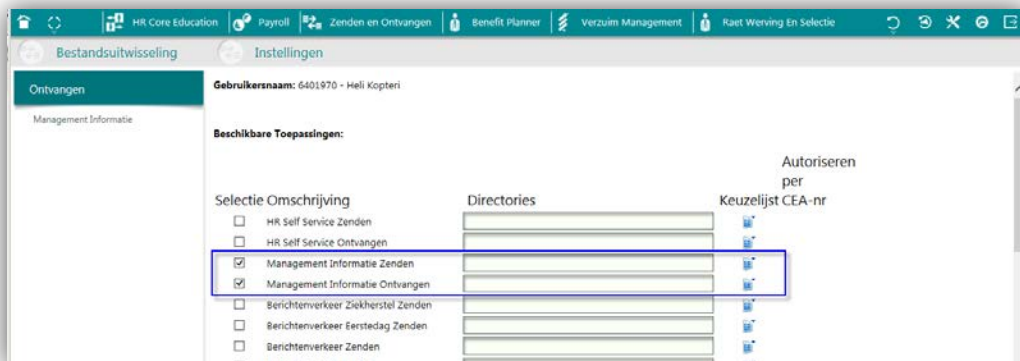 HR Core Education Payroll Zenden en Ontvangen Benefit Planner Verzuim Management Raet Werving En Selectie
Bestandsuitwisseling Instellingen
Ontvangen
Management Informatie
Gebruikersnaam: 6401970 - Heli Kopteri
Beschikbare Toepassingen:
Autoriseren
per
Selectie Omschrijving Directories Keuzelijst CEA-nr
HR Self Service Zenden
HR Self Service Ontvangen
Management Informatie Zenden
Management Informatie Ontvangen
Berichtenverkeer Ziekherstel Zenden
Berichtenverkeer Eerstedag Zenden
Berichtenverkeer Zenden